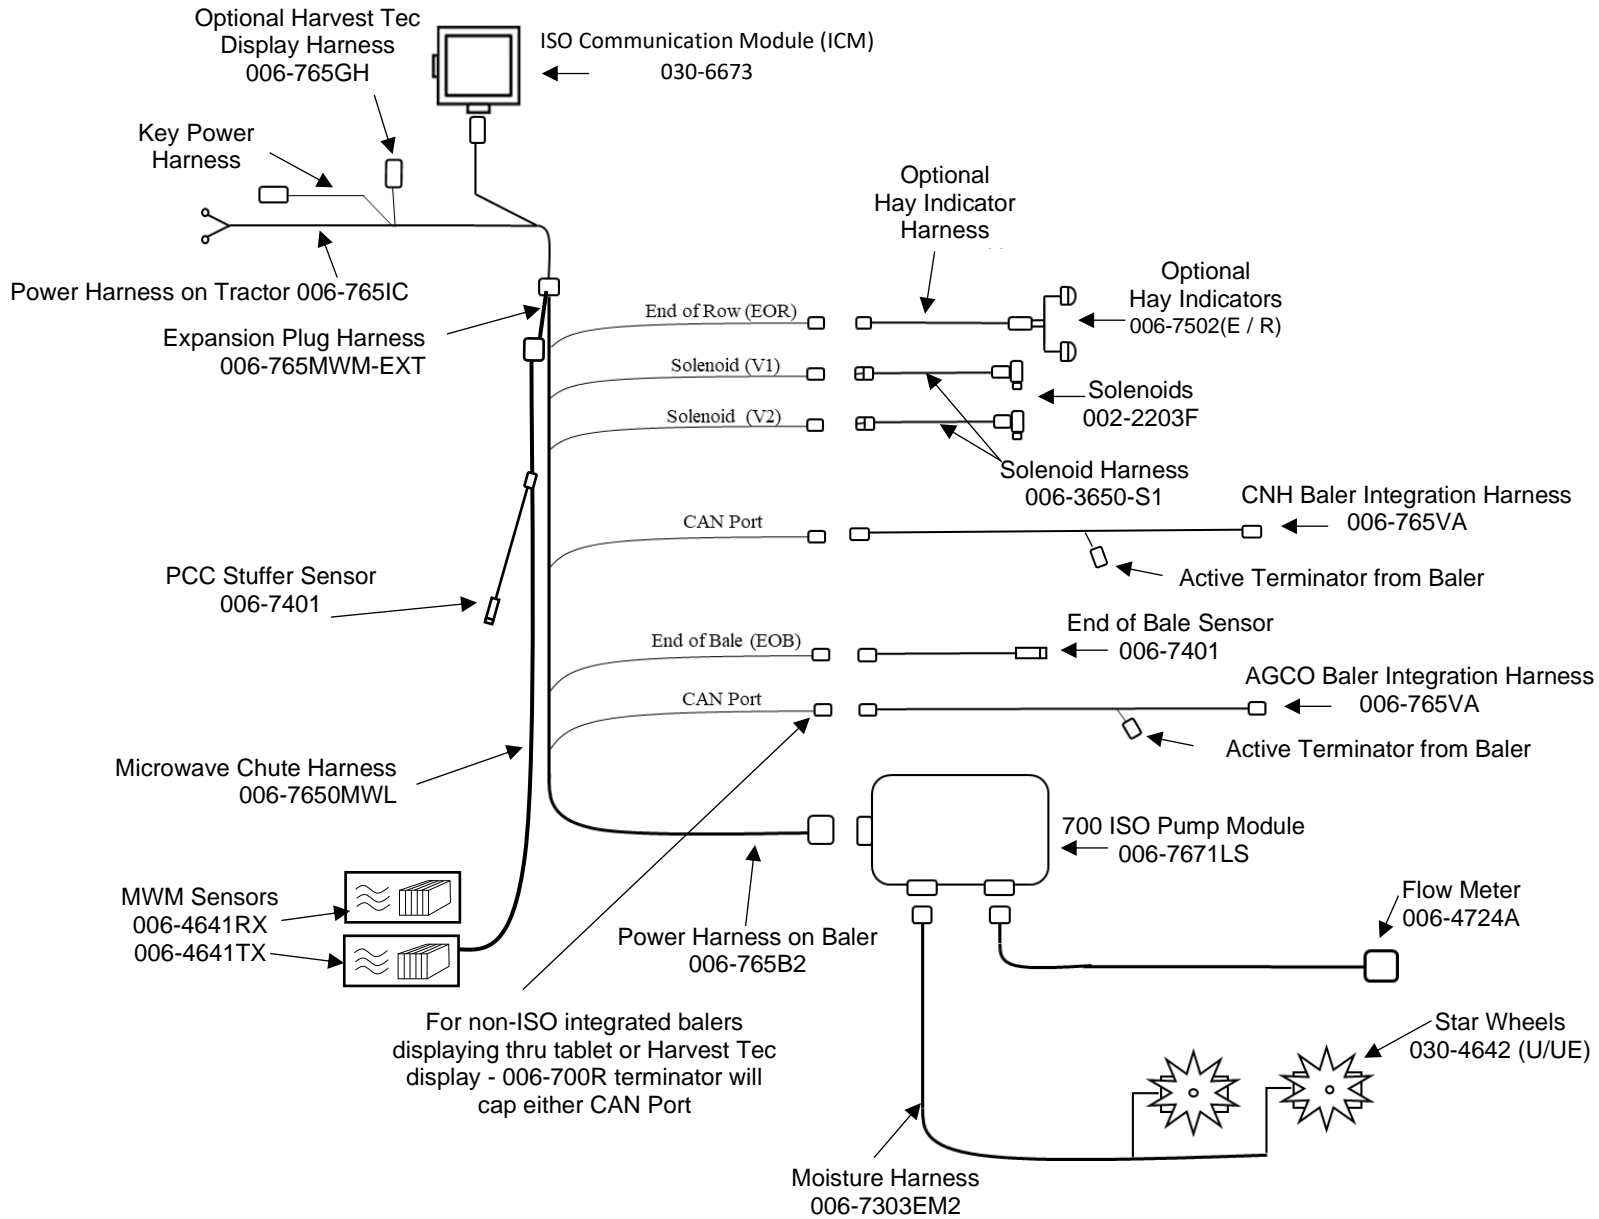 Optional Harvest Tec
Display Harness
006-765GH
ISO Communication Module (ICM)
030-6673
Key Power
Harness
Power Harness on Tractor 006-765IC
Expansion Plug Harness
006-765MWM-EXT
Optional
Hay Indicator
Harness
Optional
Hay Indicators
006-7502(E / R)
End of Row (EOR)
Solenoid (V1)
Solenoid (V2)
Solenoids
002-2203F
Solenoid Harness
006-3650-S1
CNH Baler Integration Harness
006-765VA
CAN Port
Active Terminator from Baler
PCC Stuffer Sensor
006-7401
End of Bale (EOB)
End of Bale Sensor
006-7401
CAN Port
AGCO Baler Integration Harness
006-765VA
Active Terminator from Baler
Microwave Chute Harness
006-7650MWL
700 ISO Pump Module
006-7671LS
MWM Sensors
006-4641RX
006-4641TX
Power Harness on Baler
006-765B2
Flow Meter
006-4724A
For non-ISO integrated balers
displaying thru tablet or Harvest Tec
display - 006-700R terminator will
cap either CAN Port
Star Wheels
030-4642 (U/UE)
Moisture Harness
006-7303EM2